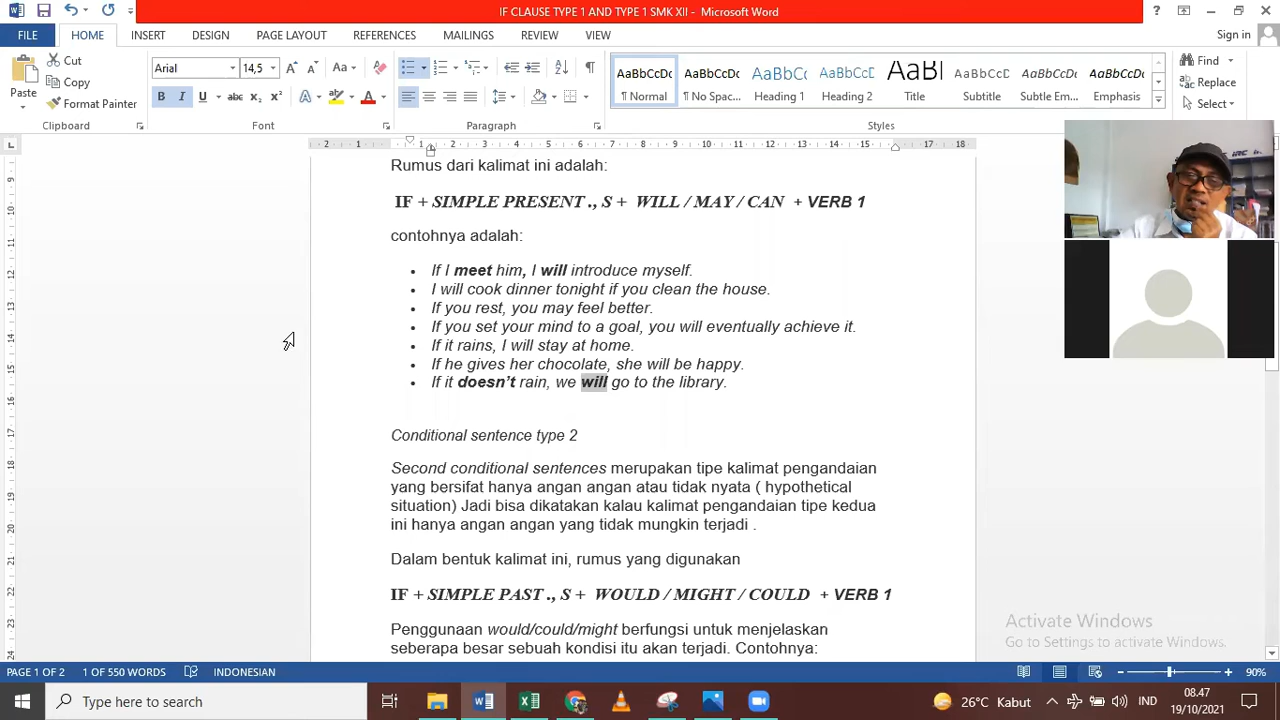 IF CLAUSE TYPE 1 AND TYPE 1 SMK XII - Microsoft Word
FILE HOME INSERT DESIGN PAGE LAYOUT REFERENCES MAILINGS REVIEW VIEW Sign in
Paste Cut Copy Format Painter
Arial 14,5
AaBbCcDc AaBbCcDc AaBbCc AaBbCcD AaBl AaBbCcD AaBbCcDc AaBbCcDc
¶ Normal ¶ No Spac... Heading 1 Heading 2 Title Subtitle Subtle Em... Emphasis
Find Replace Select
Clipboard Font Paragraph Styles Editing
Rumus dari kalimat ini adalah:
IF + SIMPLE PRESENT ., S + WILL / MAY / CAN + VERB 1
contohnya adalah:
• If I meet him, I will introduce myself.
• I will cook dinner tonight if you clean the house.
• If you rest, you may feel better.
• If you set your mind to a goal, you will eventually achieve it.
• If it rains, I will stay at home.
• If he gives her chocolate, she will be happy.
• If it doesn’t rain, we will go to the library.
Conditional sentence type 2
Second conditional sentences merupakan tipe kalimat pengandaian
yang bersifat hanya angan angan atau tidak nyata ( hypothetical
situation) Jadi bisa dikatakan kalau kalimat pengandaian tipe kedua
ini hanya angan angan yang tidak mungkin terjadi .
Dalam bentuk kalimat ini, rumus yang digunakan
IF + SIMPLE PAST ., S + WOULD / MIGHT / COULD + VERB 1
Penggunaan would/could/might berfungsi untuk menjelaskan
seberapa besar sebuah kondisi itu akan terjadi. Contohnya:
Activate Windows
Go to Settings to activate Windows.
PAGE 1 OF 2 1 OF 550 WORDS INDONESIAN 90%
Type here to search 26°C Kabut IND 08.47
19/10/2021